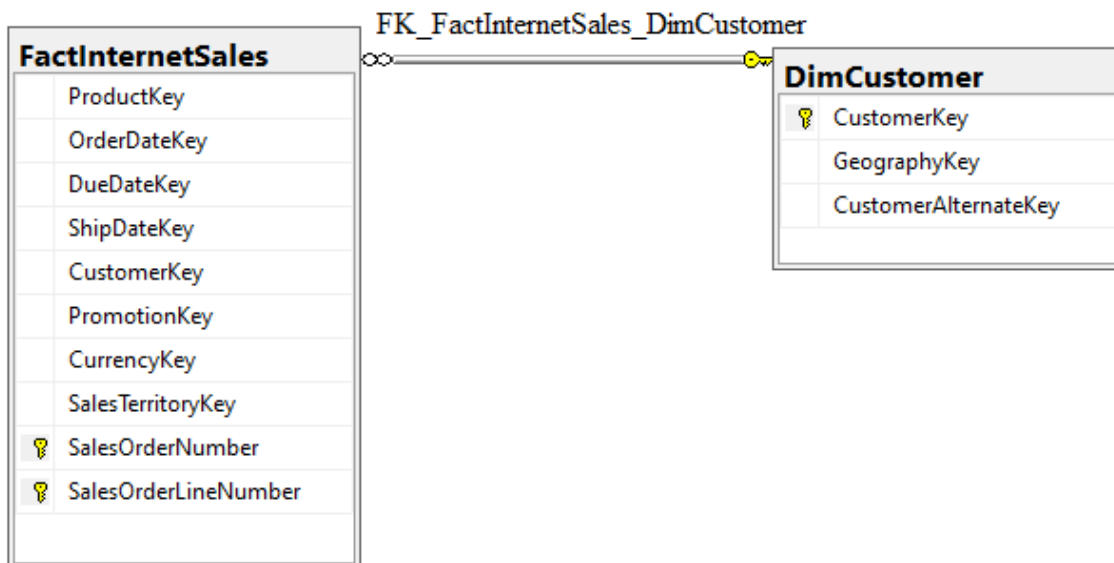 FK_FactInternetSales_DimCustomer
FactInternetSales
ProductKey
OrderDateKey
DueDateKey
ShipDateKey
CustomerKey
PromotionKey
CurrencyKey
SalesTerritoryKey
SalesOrderNumber
SalesOrderLineNumber
DimCustomer
CustomerKey
GeographyKey
CustomerAlternateKey